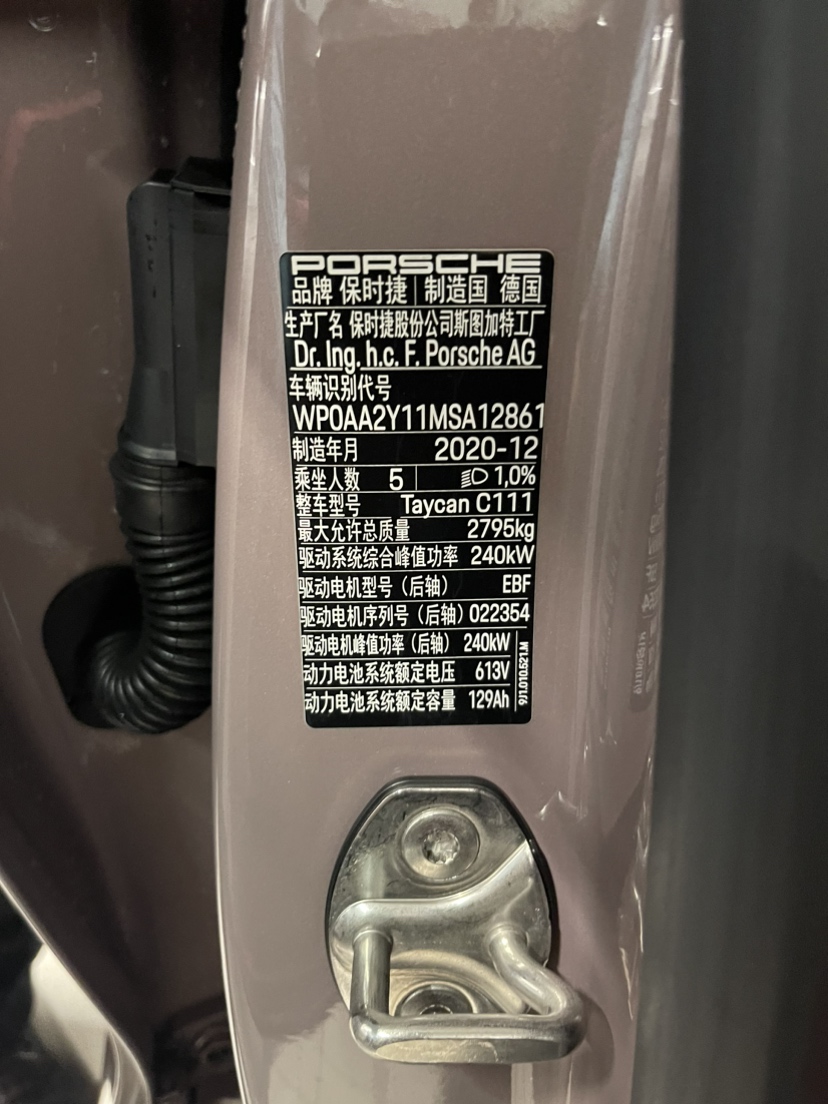 PORSCHE
品牌 保时捷 制造国 德国
生产厂名 保时捷股份公司斯图加特工厂
Dr. Ing. h.c. F. Porsche AG
车辆识别代号
WP0AA2Y11MSA12861
制造年月 2020-12
乘坐人数 5 1,0%
整车型号 Taycan C111
最大允许总质量 2795kg
驱动系统综合峰值功率 240kW
驱动电机型号（后轴） EBF
驱动电机序列号（后轴）022354
驱动电机峰值功率（后轴） 240kW
动力电池系统额定电压 613V
动力电池系统额定容量 129Ah
9J1.010.521.M